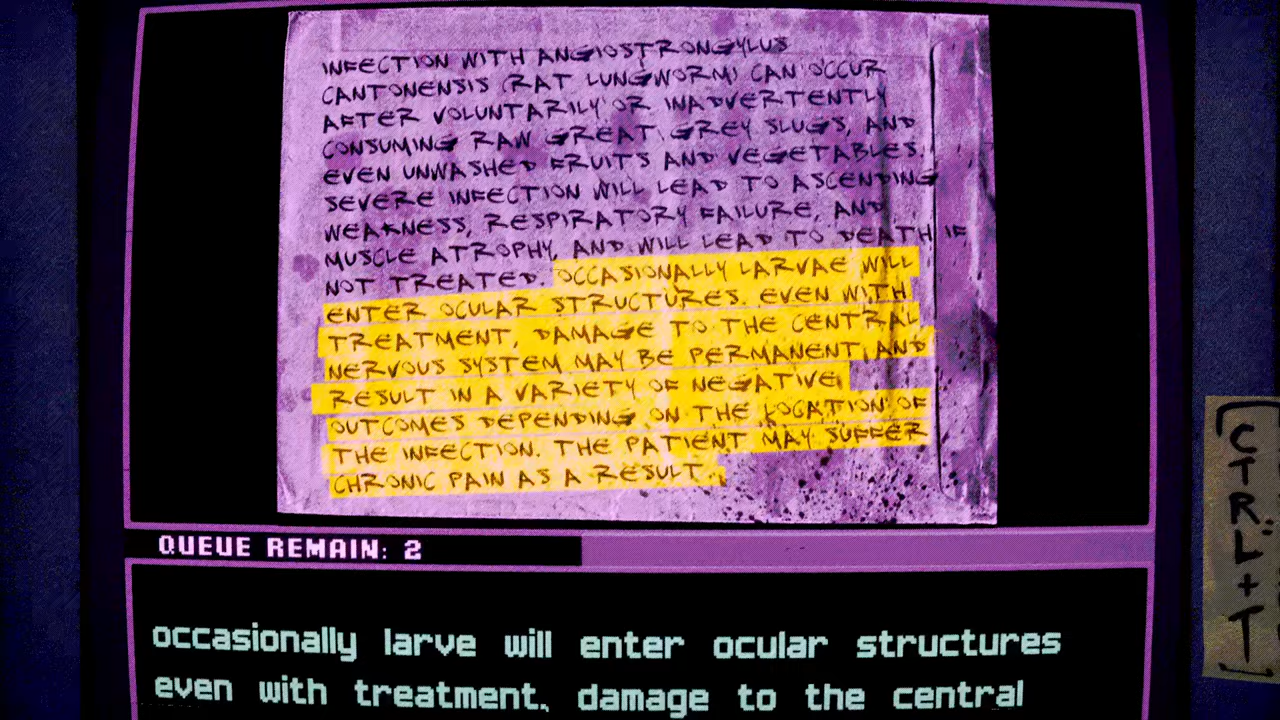 INFECTION WITH ANGIOSTRONGYLUS
CANTONENSIS (RAT LUNGWORM) CAN OCCUR
AFTER VOLUNTARILY OR INADVERTENTLY
CONSUMING RAW GREAT GREY SLUGS, AND
EVEN UNWASHED FRUITS AND VEGETABLES.
SEVERE INFECTION WILL LEAD TO ASCENDING
WEAKNESS, RESPIRATORY FAILURE, AND
MUSCLE ATROPHY, AND WILL LEAD TO DEATH IF
NOT TREATED. OCCASIONALLY LARVAE WILL
ENTER OCULAR STRUCTURES. EVEN WITH
TREATMENT, DAMAGE TO THE CENTRAL
NERVOUS SYSTEM MAY BE PERMANENT, AND
RESULT IN A VARIETY OF NEGATIVE
OUTCOMES DEPENDING ON THE LOCATION OF
THE INFECTION. THE PATIENT MAY SUFFER
CHRONIC PAIN AS A RESULT.
QUEUE REMAIN: 2
occasionally larve will enter ocular structures
even with treatment, damage to the central
CTRL+T